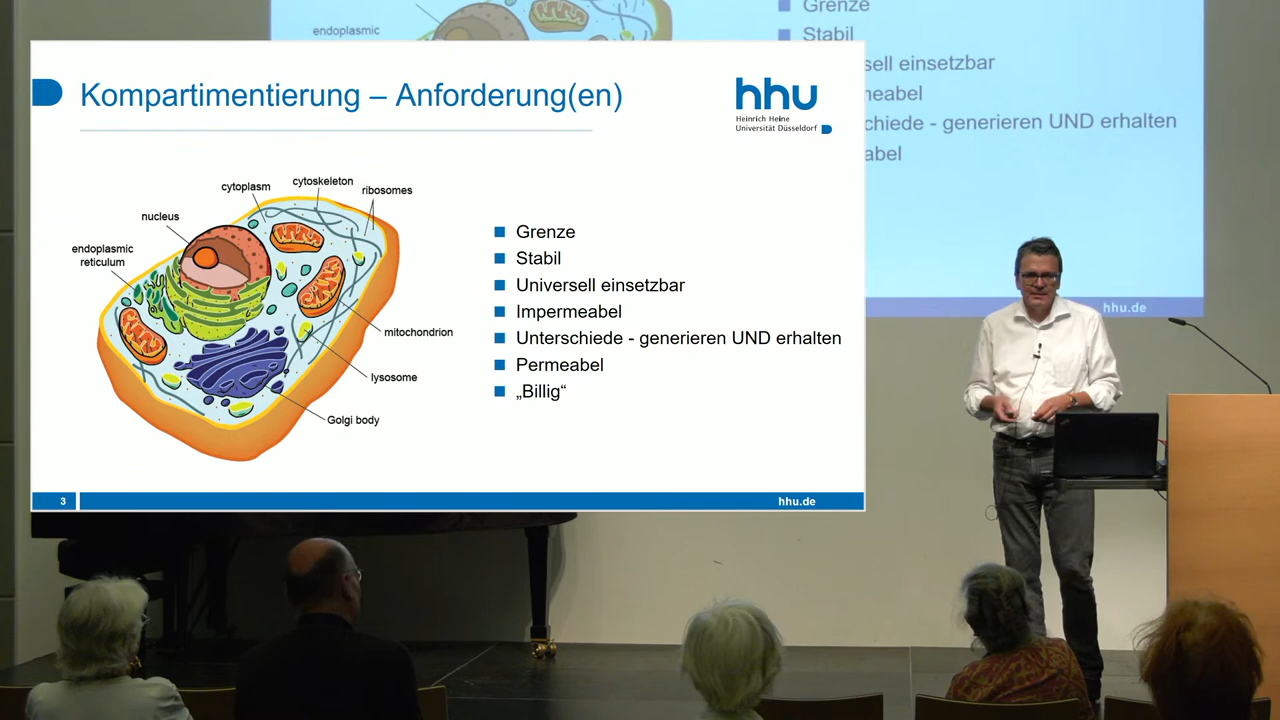 endoplasmic
Grenze
Stabil
sell einsetzbar
neabel
chiede - generieren UND erhalten
abel
hhu.de
Kompartimentierung – Anforderung(en)
hhu
Heinrich Heine
Universität Düsseldorf
cytoplasm
cytoskeleton
ribosomes
nucleus
endoplasmic
reticulum
mitochondrion
lysosome
Golgi body
Grenze
Stabil
Universell einsetzbar
Impermeabel
Unterschiede - generieren UND erhalten
Permeabel
„Billig“
3
hhu.de